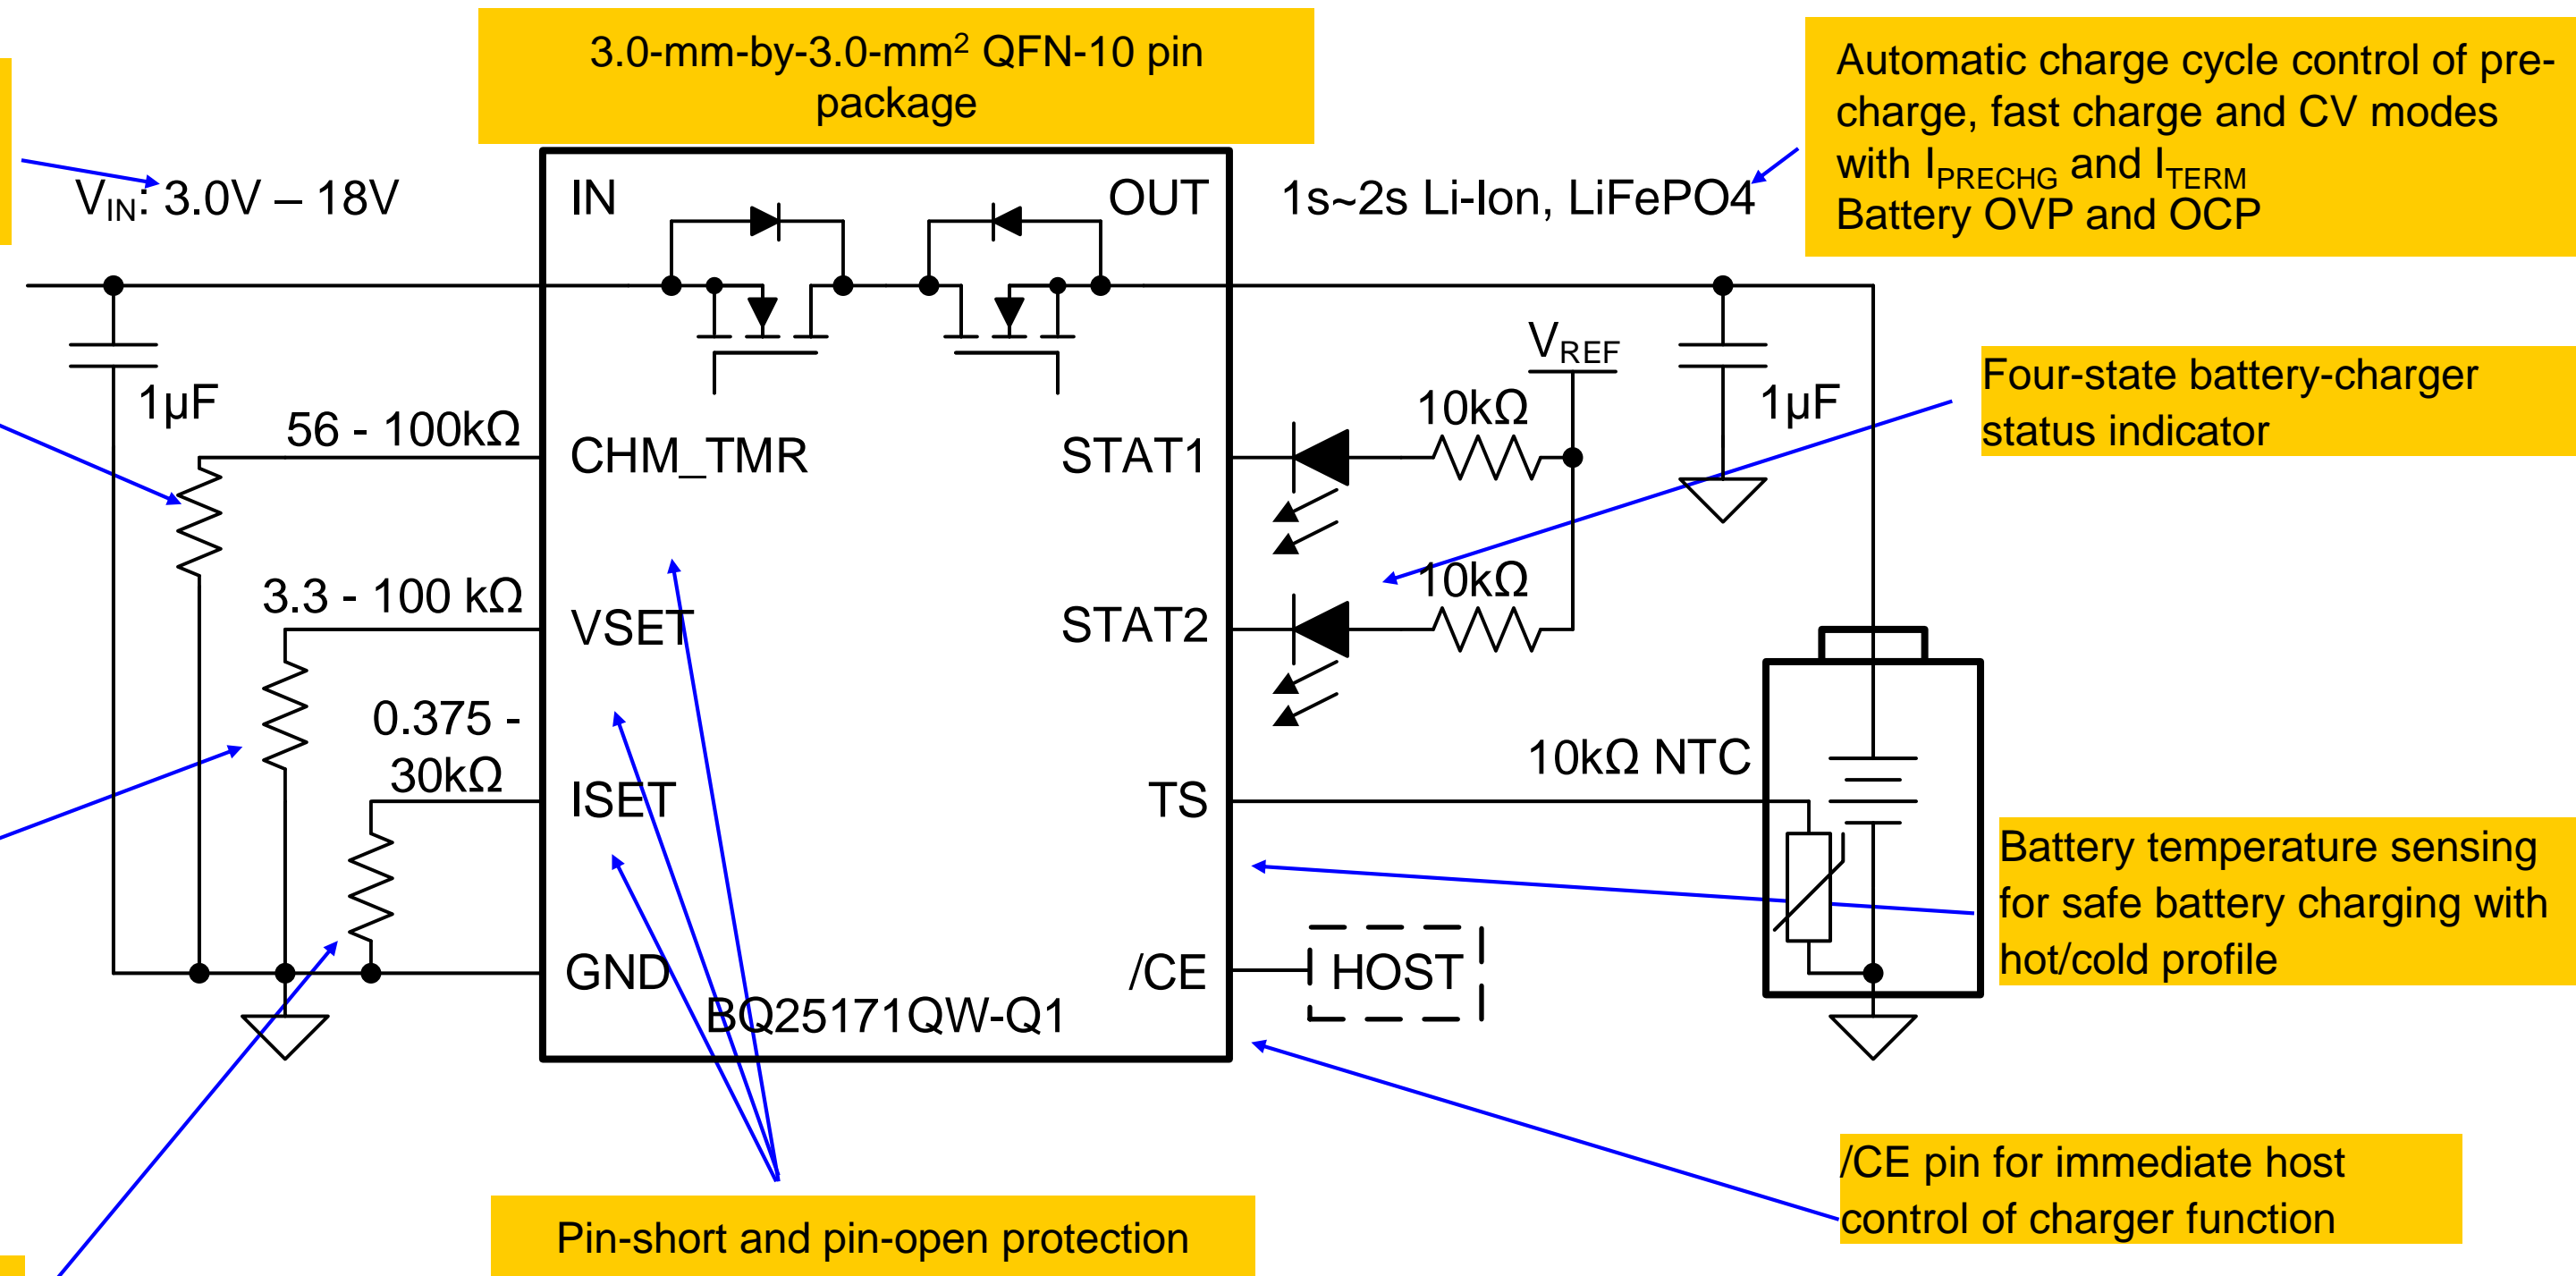 3.0-mm-by-3.0-mm² QFN-10 pin
package
Automatic charge cycle control of pre-
charge, fast charge and CV modes
with IPRECHG and ITERM
Battery OVP and OCP
VIN: 3.0V – 18V
IN
OUT
1s~2s Li-Ion, LiFePO4
VREF
1µF
56 - 100kΩ
CHM_TMR
STAT1
10kΩ
1µF
Four-state battery-charger
status indicator
3.3 - 100 kΩ
VSET
STAT2
10kΩ
0.375 -
30kΩ
ISET
TS
10kΩ NTC
Battery temperature sensing
for safe battery charging with
hot/cold profile
GND
/CE
HOST
BQ25171QW-Q1
/CE pin for immediate host
control of charger function
Pin-short and pin-open protection